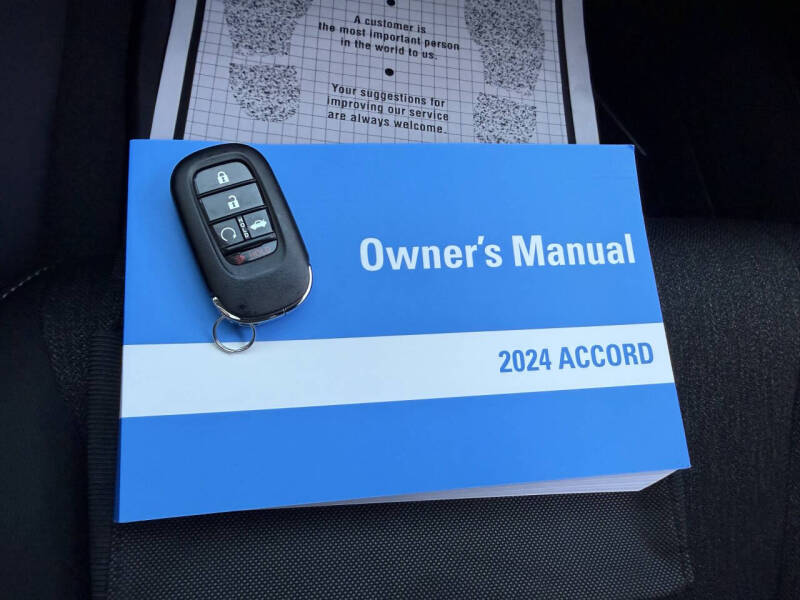 A customer is
the most important person
in the world to us.
Your suggestions for
improving our service
are always welcome.
Owner's Manual
2024 ACCORD